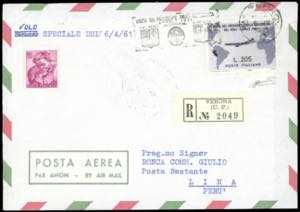 VOLO
SPECIALE DEL 6/4/61
L.205
POSTE ITALIANE
R
VERONA
(C.P.)
№ 2049
POSTA AEREA
PAR AVION - BY AIR MAIL
Preg.mo Signor
RONCA COMM. GIULIO
Posta Restante
LIMA
PERU'